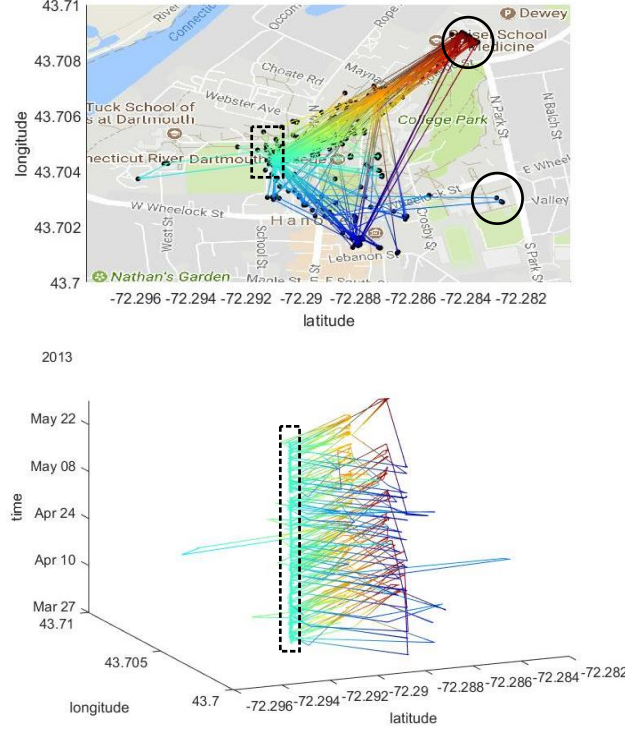 43.71
43.708
43.706
43.704
43.702
43.7
longitude
Connecticut
River
Rope
Dewey
School
Medicine
Choate Rd
Webster Ave
Tuck School of
s at Dartmouth
College Park
N Park St
N Balch St
necticut River Dartmouth
E Wheel
Valley
W Wheelock St
West St
School St
Crosby St
S Park St
Lebanon St
Nathan's Garden
Maple St
-72.296 -72.294 -72.292 -72.29 -72.288 -72.286 -72.284 -72.282
latitude
2013
May 22
May 08
Apr 24
Apr 10
Mar 27
time
43.71
43.705
43.7
longitude
-72.296 -72.294 -72.292 -72.29 -72.288 -72.286 -72.284 -72.282
latitude